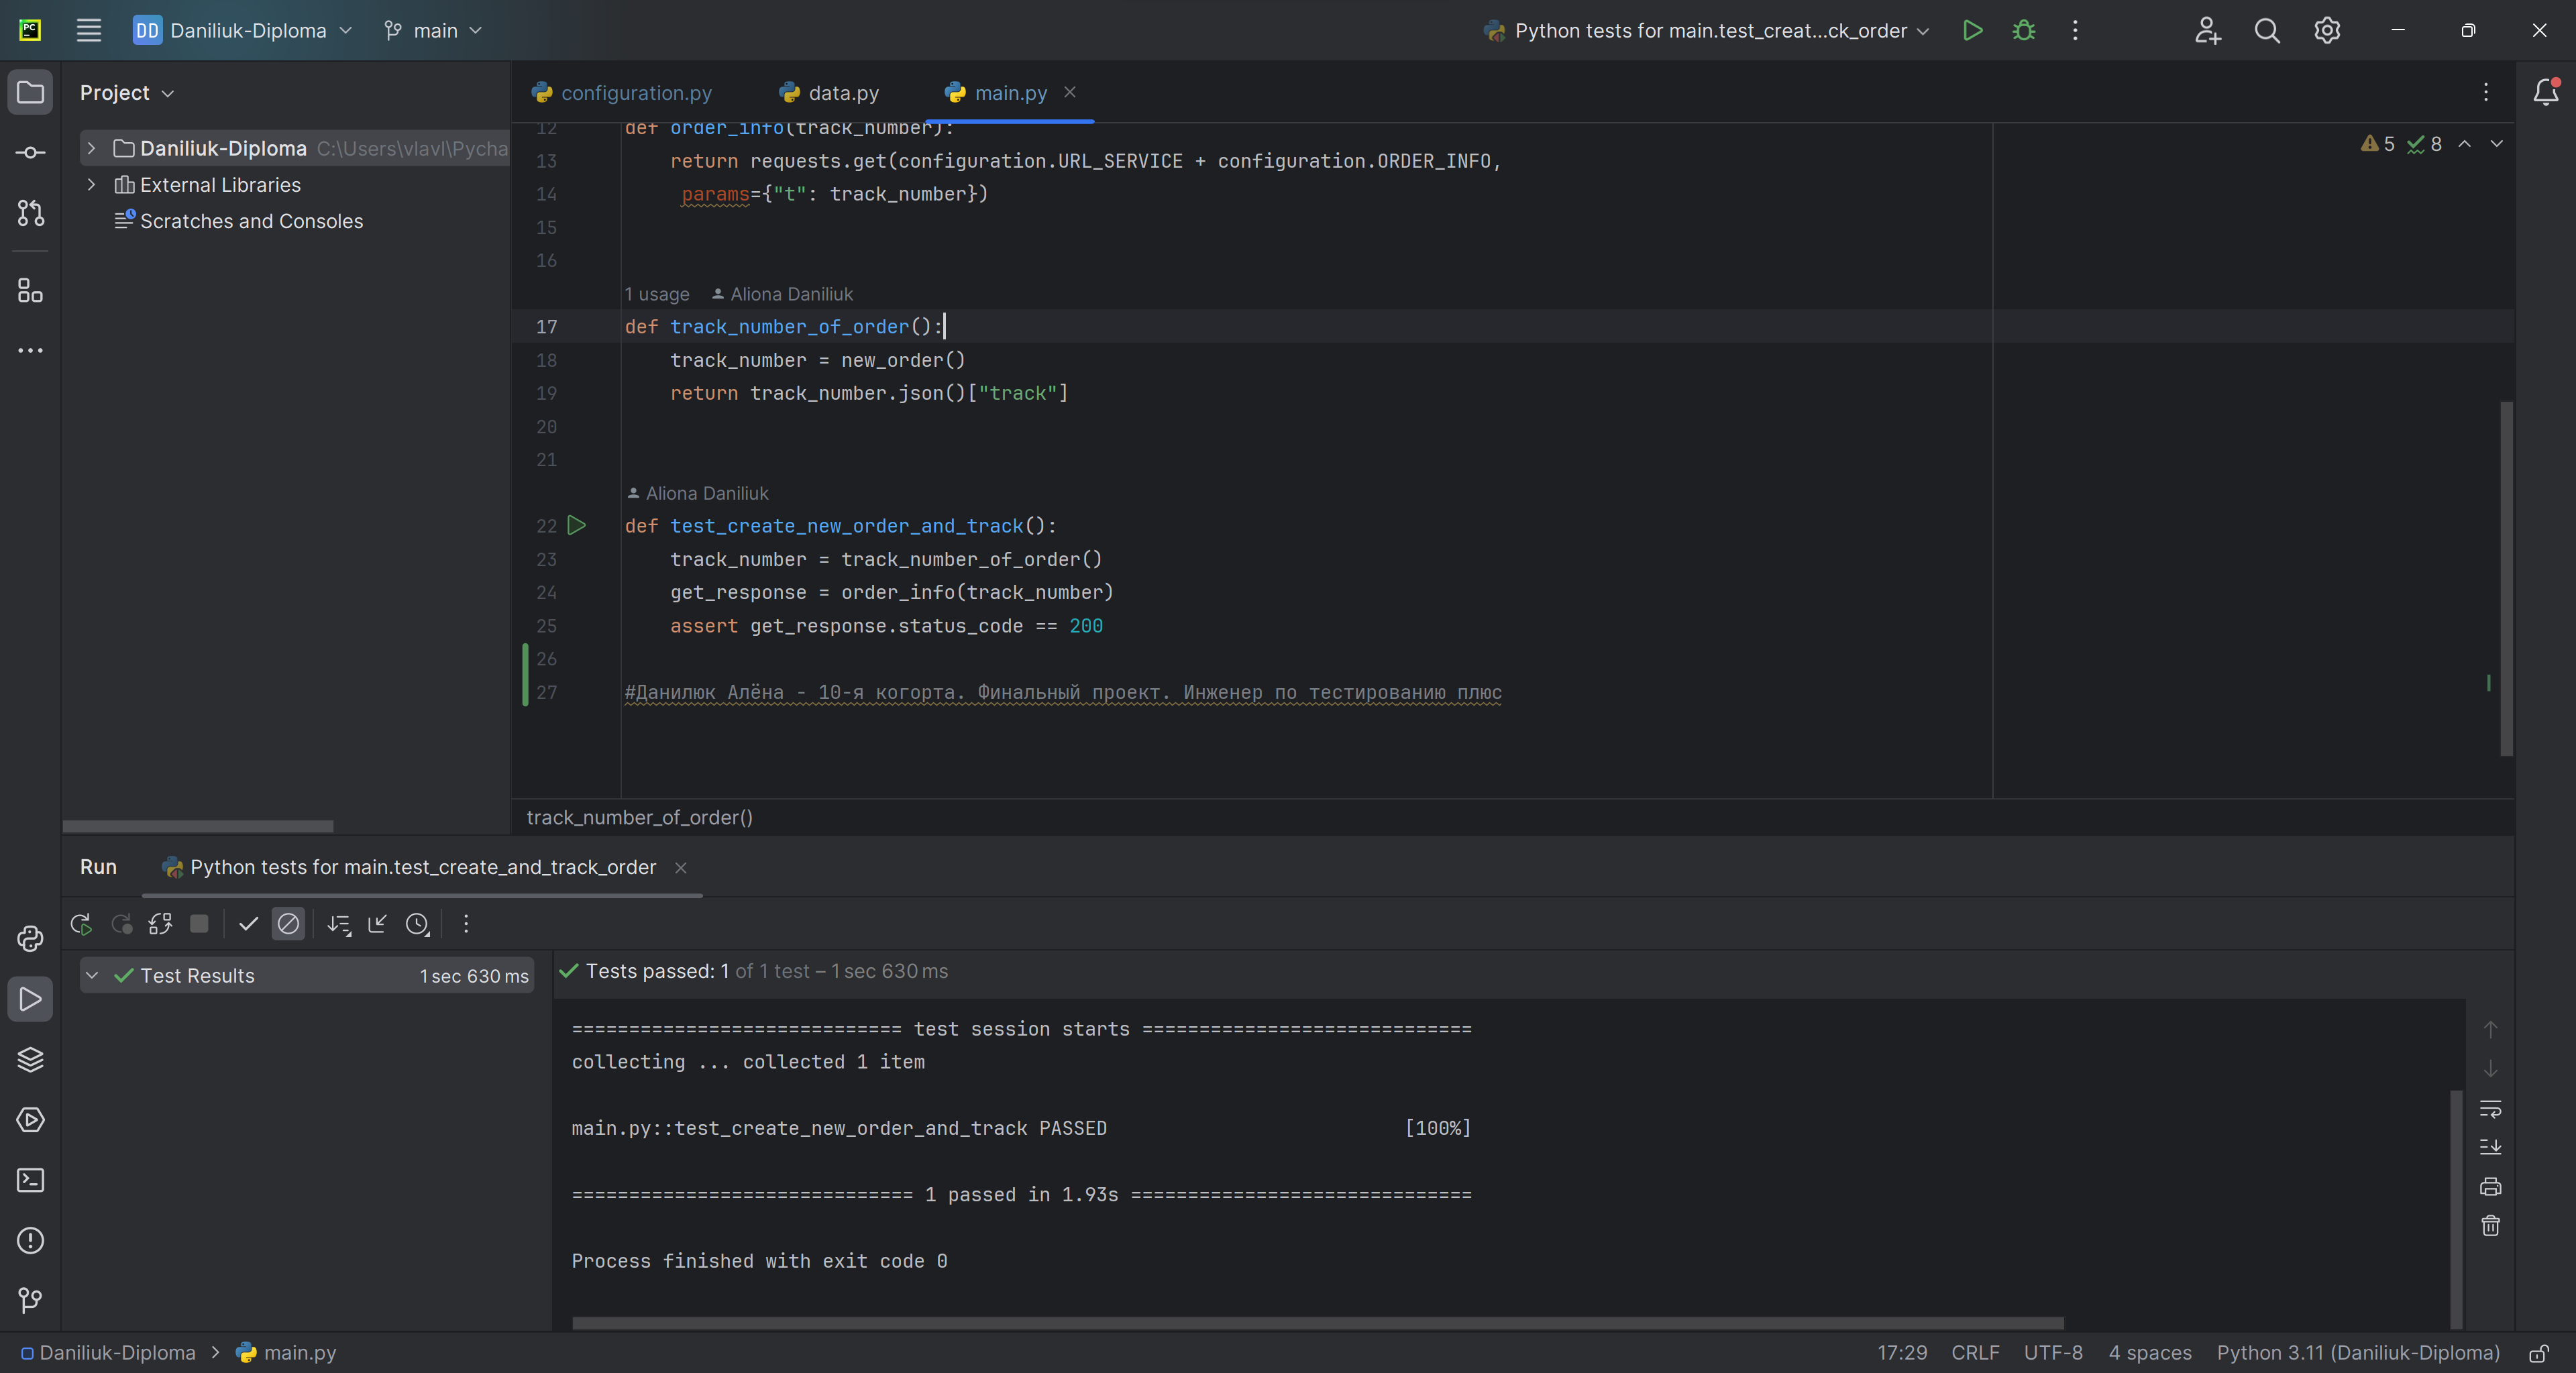 PC
DD Daniliuk-Diploma main
Python tests for main.test_creat...ck_order
Project
Daniliuk-Diploma C:\Users\vlavl\Pycha
External Libraries
Scratches and Consoles
configuration.py data.py main.py
5 8
12 def order_info(track_number):
13 return requests.get(configuration.URL_SERVICE + configuration.ORDER_INFO,
14 params={"t": track_number})
15
16
1 usage Aliona Daniliuk
17 def track_number_of_order():
18 track_number = new_order()
19 return track_number.json()["track"]
20
21
Aliona Daniliuk
22 def test_create_new_order_and_track():
23 track_number = track_number_of_order()
24 get_response = order_info(track_number)
25 assert get_response.status_code == 200
26
27 #Данилюк Алёна - 10-я когорта. Финальный проект. Инженер по тестированию плюс
track_number_of_order()
Run Python tests for main.test_create_and_track_order
Test Results 1 sec 630 ms
Tests passed: 1 of 1 test – 1 sec 630 ms
============================= test session starts =============================
collecting ... collected 1 item
main.py::test_create_new_order_and_track PASSED [100%]
============================== 1 passed in 1.93s ==============================
Process finished with exit code 0
Daniliuk-Diploma > main.py
17:29 CRLF UTF-8 4 spaces Python 3.11 (Daniliuk-Diploma)